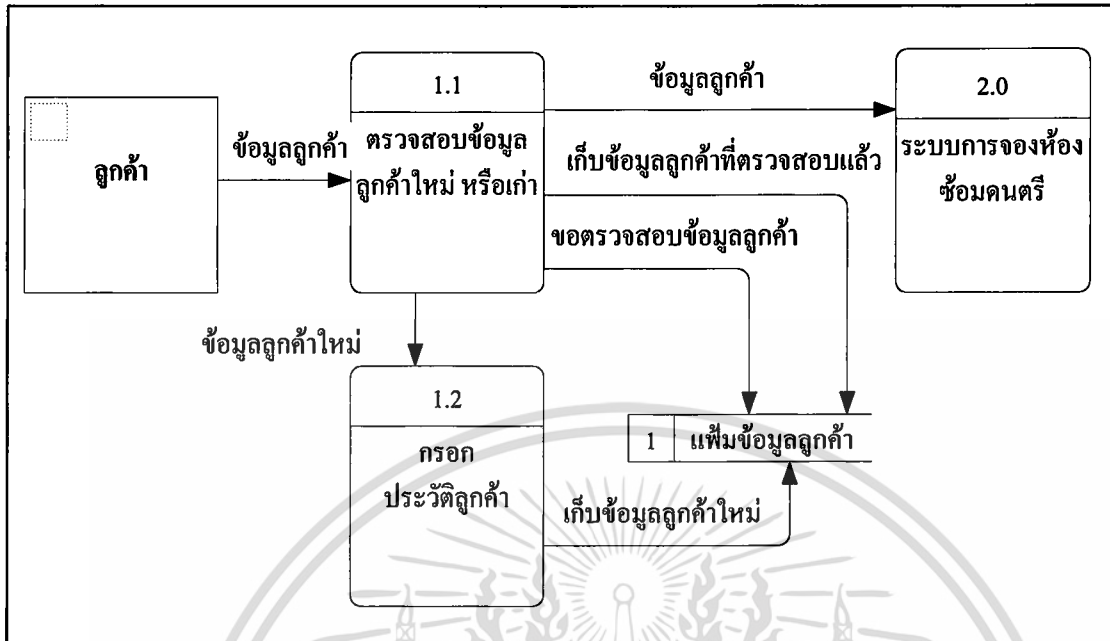 ลูกค้า
ข้อมูลลูกค้า
1.1
ตรวจสอบข้อมูล
ลูกค้าใหม่ หรือเก่า
ข้อมูลลูกค้า
เก็บข้อมูลลูกค้าที่ตรวจสอบแล้ว
ขอตรวจสอบข้อมูลลูกค้า
2.0
ระบบการจองห้อง
ซ้อมดนตรี
ข้อมูลลูกค้าใหม่
1.2
กรอก
ประวัติลูกค้า
เก็บข้อมูลลูกค้าใหม่
1 แฟ้มข้อมูลลูกค้า